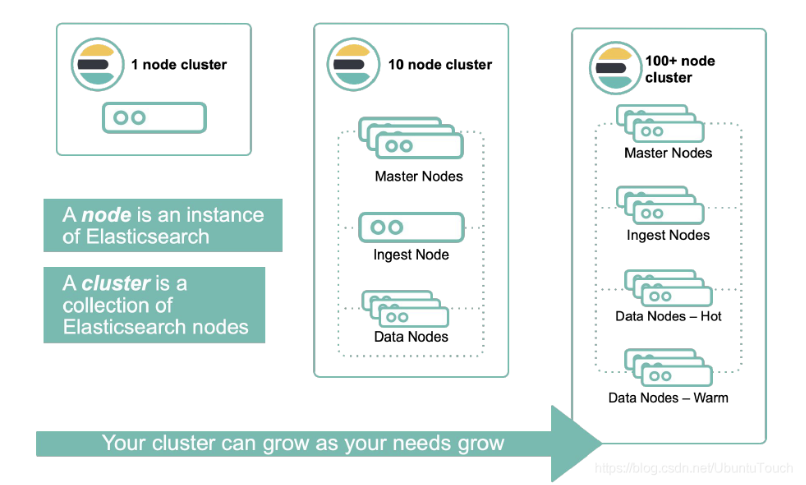 1 node cluster
A node is an instance
of Elasticsearch
A cluster is a
collection of
Elasticsearch nodes
10 node cluster
Master Nodes
Ingest Node
Data Nodes
100+ node
cluster
Master Nodes
Ingest Nodes
Data Nodes – Hot
Data Nodes – Warm
Your cluster can grow as your needs grow
https://blog.csdn.net/UbuntuTouch